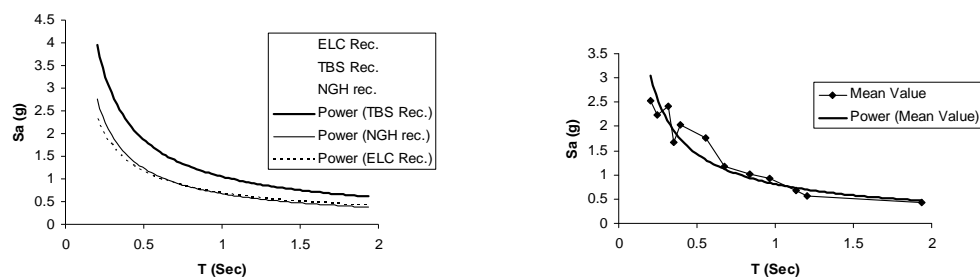 4.5
4
3.5
3
2.5
2
1.5
1
0.5
0
Sa (g)
0 0.5 1 1.5 2
T (Sec)
ELC Rec.
TBS Rec.
NGH rec.
Power (TBS Rec.)
Power (NGH rec.)
Power (ELC Rec.)
3.5
3
2.5
2
1.5
1
0.5
0
Sa (g)
0 0.5 1 1.5 2
T (Sec)
Mean Value
Power (Mean Value)